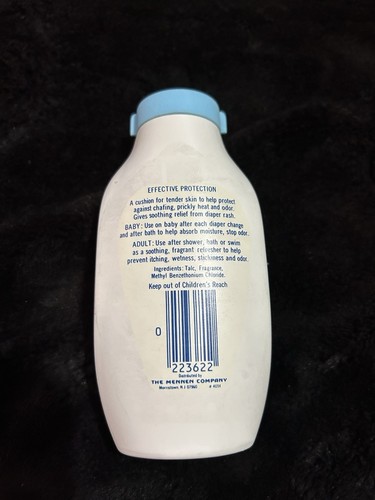 EFFECTIVE PROTECTION
A cushion for tender skin to help protect
against chafing, prickly heat and odor.
Gives soothing relief from diaper rash.
BABY: Use on baby after each diaper change
and after bath to help absorb moisture, stop odor.
ADULT: Use after shower, bath or swim
as a soothing, fragrant refresher to help
prevent itching, wetness, stickiness and odor.
Ingredients: Talc, Fragrance,
Methyl Benzethonium Chloride.
Keep out of Children's Reach
0
223622
Distributed by
THE MENNEN COMPANY
Morristown, N J 07960